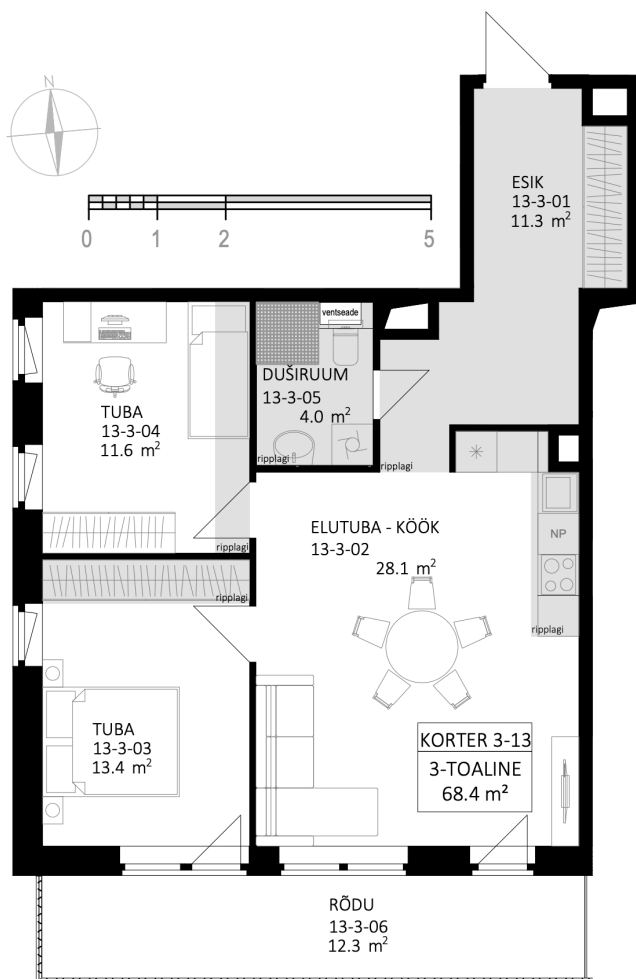 N
0 1 2 5
ESIK
13-3-01
11.3 m²
ventseade
DUŠIRUUM
13-3-05
4.0 m²
ripplagi
ripplagi
TUBA
13-3-04
11.6 m²
ripplagi
ELUTUBA - KÖÖK
13-3-02
28.1 m²
NP
ripplagi
ripplagi
TUBA
13-3-03
13.4 m²
KORTER 3-13
3-TOALINE
68.4 m²
RÕDU
13-3-06
12.3 m²